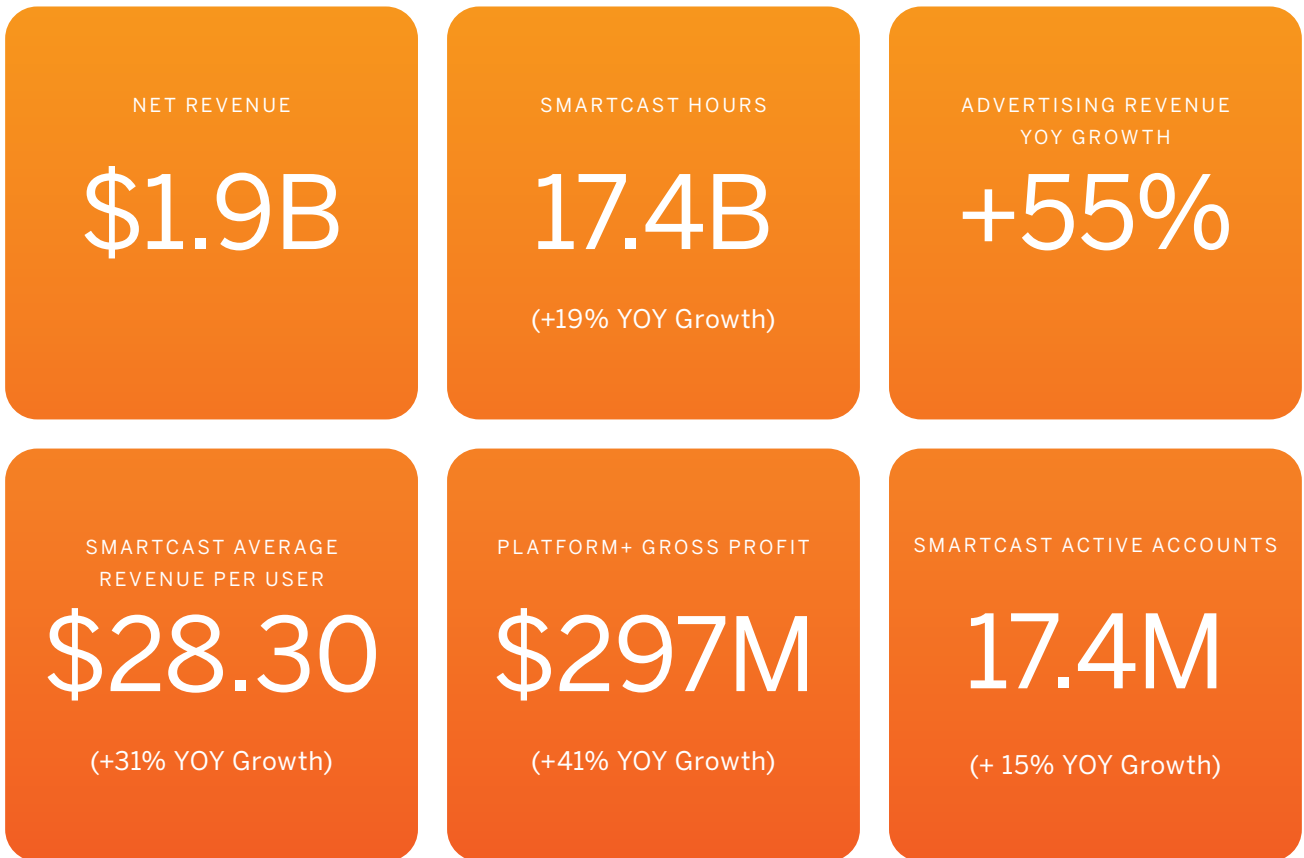 NET REVENUE
$1.9B
SMARTCAST HOURS
17.4B
(+19% YOY Growth)
ADVERTISING REVENUE
YOY GROWTH
+55%
SMARTCAST AVERAGE
REVENUE PER USER
$28.30
(+31% YOY Growth)
PLATFORM+ GROSS PROFIT
$297M
(+41% YOY Growth)
SMARTCAST ACTIVE ACCOUNTS
17.4M
(+ 15% YOY Growth)